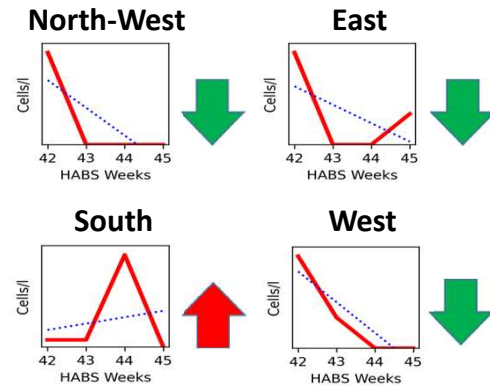 North-West
Cells/l
42 43 44 45
HABS Weeks
East
Cells/l
42 43 44 45
HABS Weeks
South
Cells/l
42 43 44 45
HABS Weeks
West
Cells/l
42 43 44 45
HABS Weeks